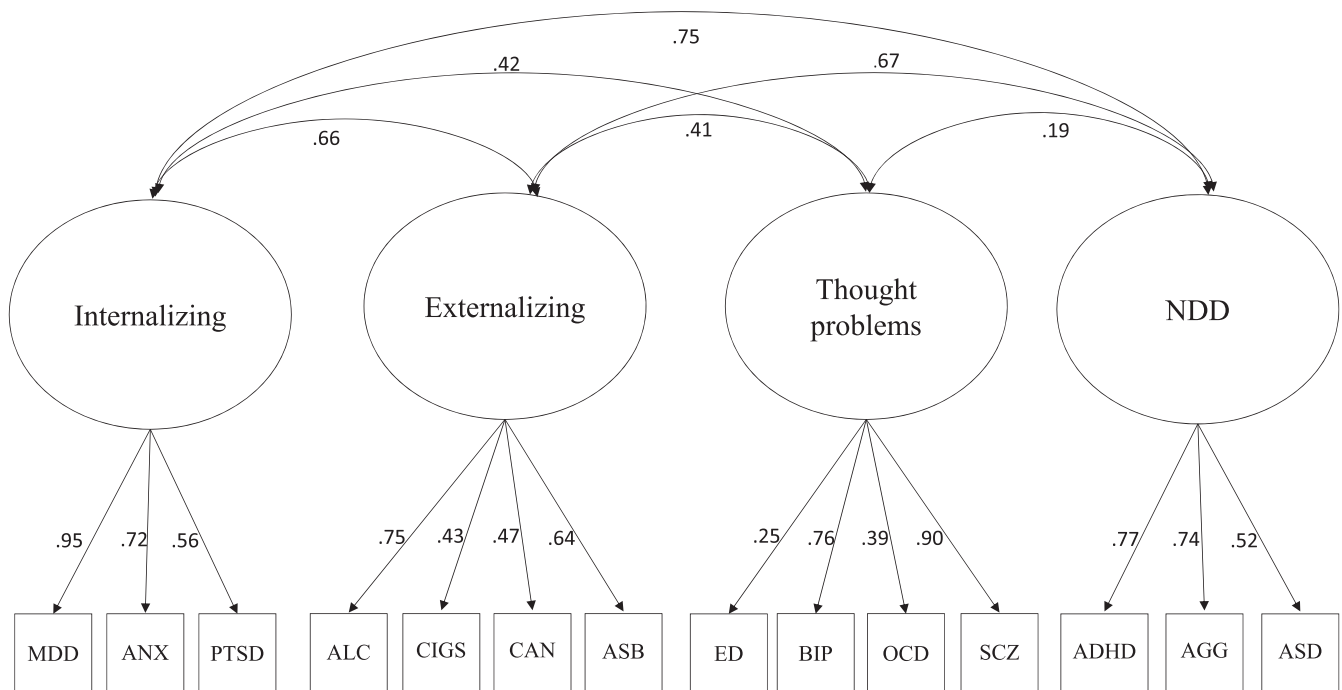 .75
.42
.67
.66
.41
.19
Internalizing
Externalizing
Thought
problems
NDD
.95
.72
.56
.75
.43
.47
.64
.25
.76
.39
.90
.77
.74
.52
MDD
ANX
PTSD
ALC
CIGS
CAN
ASB
ED
BIP
OCD
SCZ
ADHD
AGG
ASD